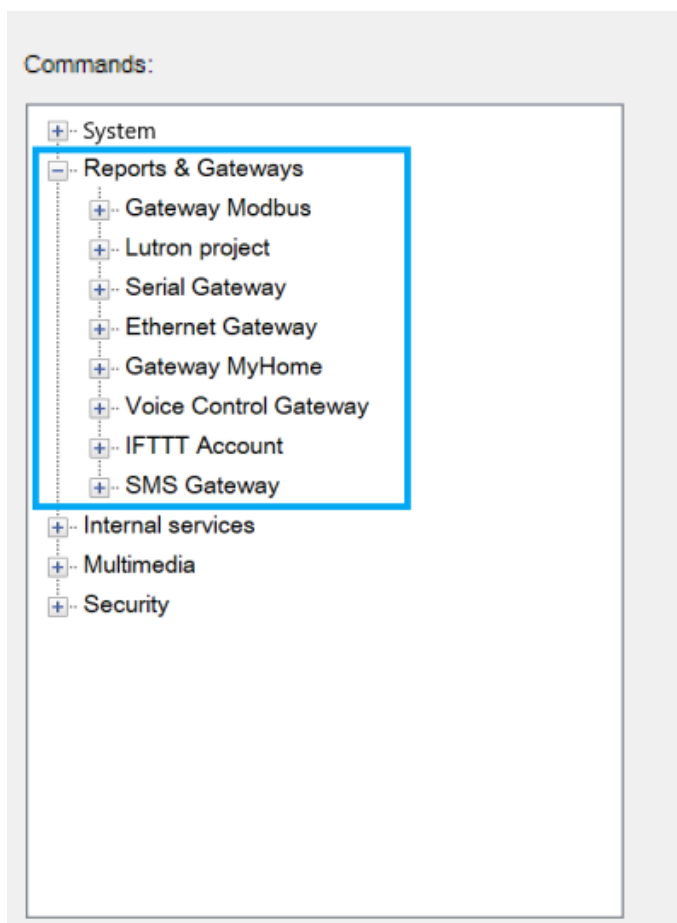 Commands:
System
Reports & Gateways
Gateway Modbus
Lutron project
Serial Gateway
Ethernet Gateway
Gateway MyHome
Voice Control Gateway
IFTTT Account
SMS Gateway
Internal services
Multimedia
Security